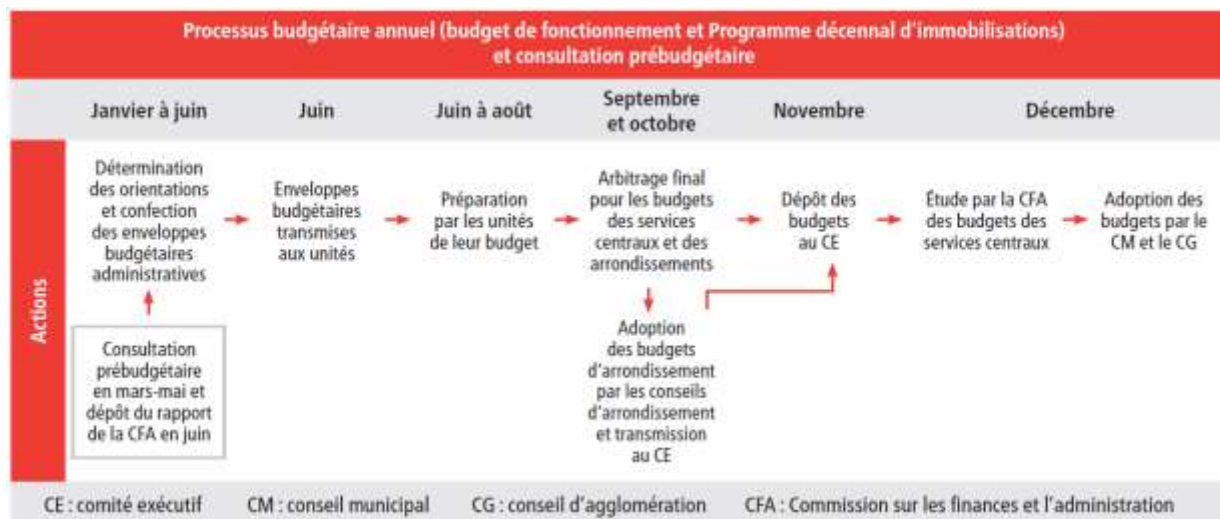 Processus budgétaire annuel (budget de fonctionnement et Programme décennal d'immobilisations)
et consultation prébudgétaire
Janvier à juin
Juin
Juin à août
Septembre
et octobre
Novembre
Décembre
Actions
Détermination
des orientations
et confection
des enveloppes
budgétaires
administratives
Enveloppes
budgétaires
transmises
aux unités
Préparation
par les unités
de leur budget
Arbitrage final
pour les budgets
des services
centraux et des
arrondissements
Dépôt des
budgets
au CE
Étude par la CFA
des budgets des
services centraux
Adoption des
budgets par le
CM et le CG
Consultation
prébudgétaire
en mars-mai et
dépôt du rapport
de la CFA en juin
Adoption
des budgets
d'arrondissement
par les conseils
d'arrondissement
et transmission
au CE
CE : comité exécutif CM : conseil municipal CG : conseil d'agglomération CFA : Commission sur les finances et l'administration